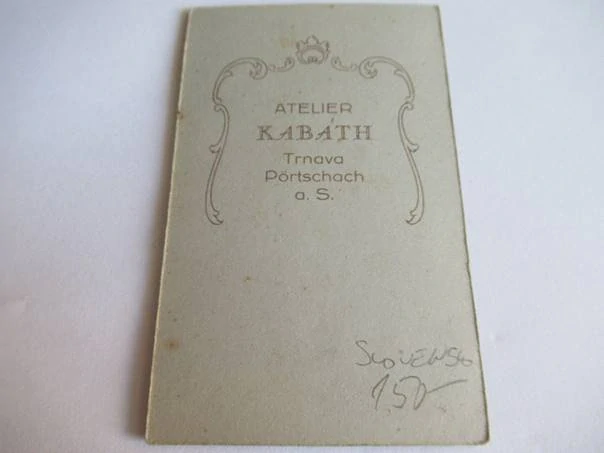 ATELIER
KABÁTH
Trnava
Pörtschach
a. S.
SLOVENSKO
150